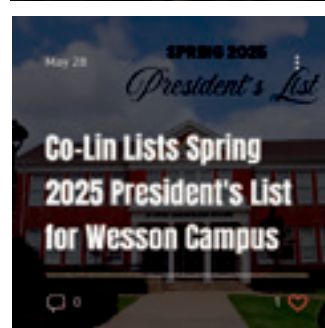 May 28
SPRING 2025
President's List
Co-Lin Lists Spring
2025 President's List
for Wesson Campus
0
1